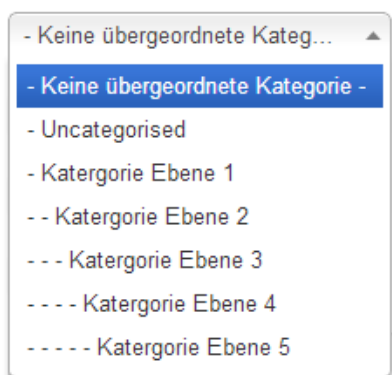 - Keine übergeordnete Kateg...
- Keine übergeordnete Kategorie -
- Uncategorised
- Katergorie Ebene 1
- - Katergorie Ebene 2
- - - Katergorie Ebene 3
- - - - Katergorie Ebene 4
- - - - - Katergorie Ebene 5